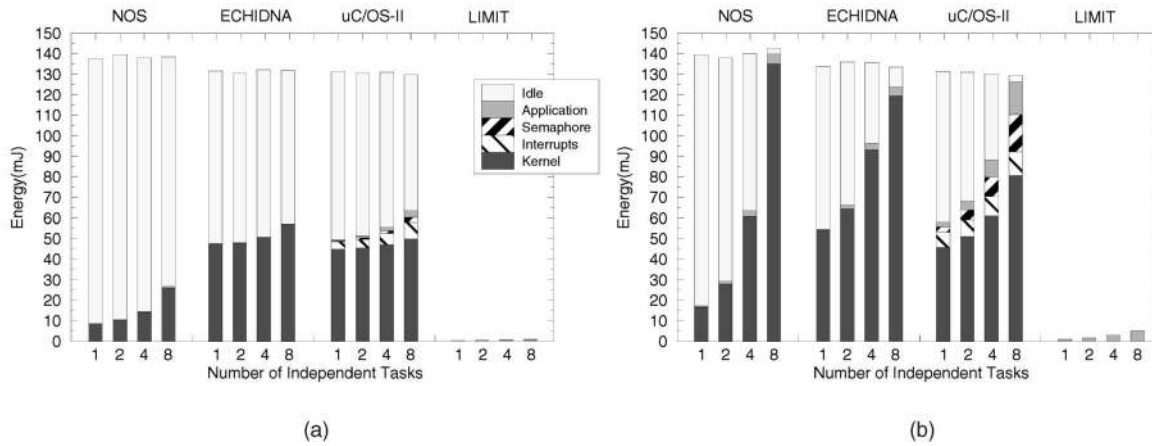 NOS ECHIDNA uC/OS-II LIMIT
150
140
130
120
110
100
90
80
70
60
50
40
30
20
10
0
Energy(mJ)
Idle
Application
Semaphore
Interrupts
Kernel
1 2 4 8 1 2 4 8 1 2 4 8 1 2 4 8
Number of Independent Tasks
(a)
NOS ECHIDNA uC/OS-II LIMIT
150
140
130
120
110
100
90
80
70
60
50
40
30
20
10
0
Energy(mJ)
1 2 4 8 1 2 4 8 1 2 4 8 1 2 4 8
Number of Independent Tasks
(b)